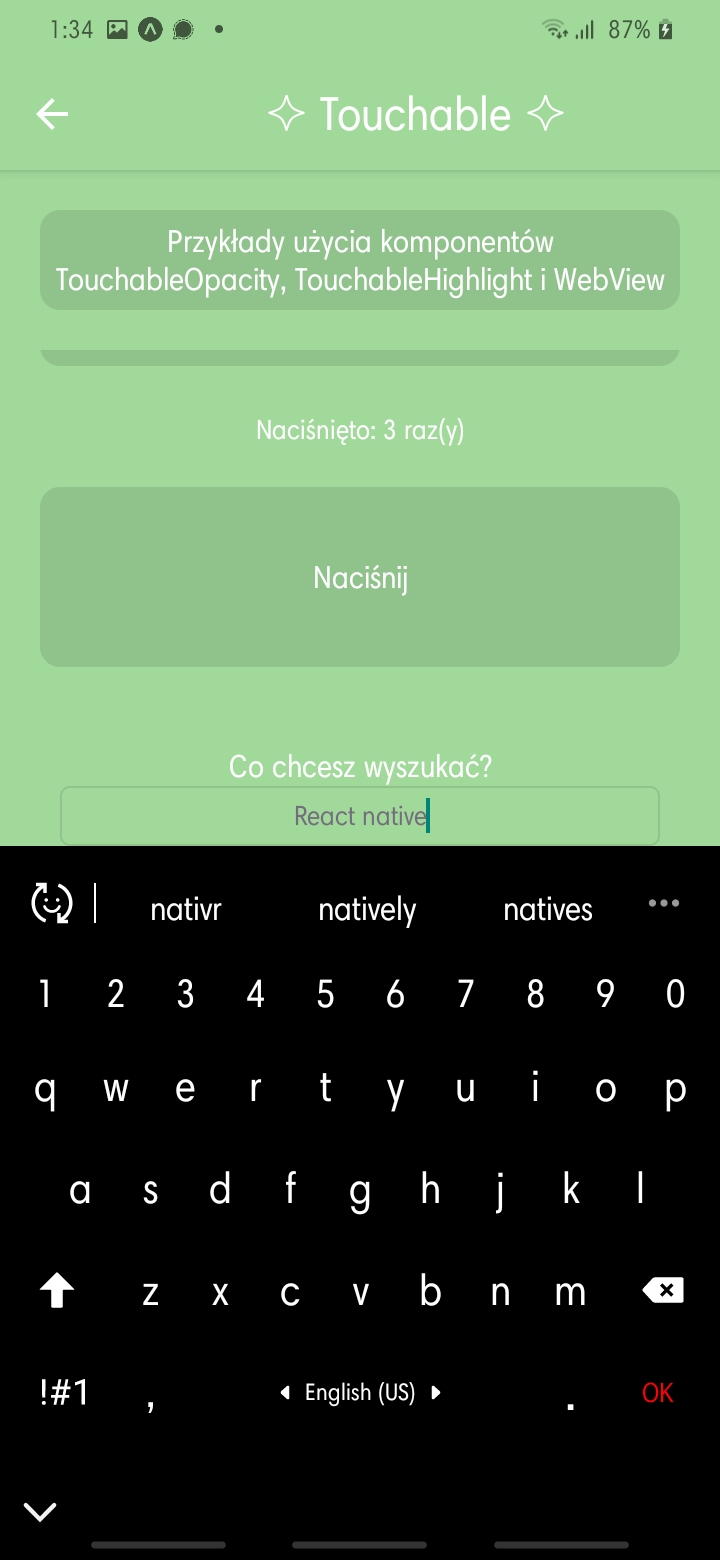 1:34 87%
✧ Touchable ✧
Przykłady użycia komponentów
TouchableOpacity, TouchableHighlight i WebView
Naciśnięto: 3 raz(y)
Naciśnij
Co chcesz wyszukać?
React native
nativr natively natives
1 2 3 4 5 6 7 8 9 0
q w e r t y u i o p
a s d f g h j k l
z x c v b n m
!#1 , English (US) . OK